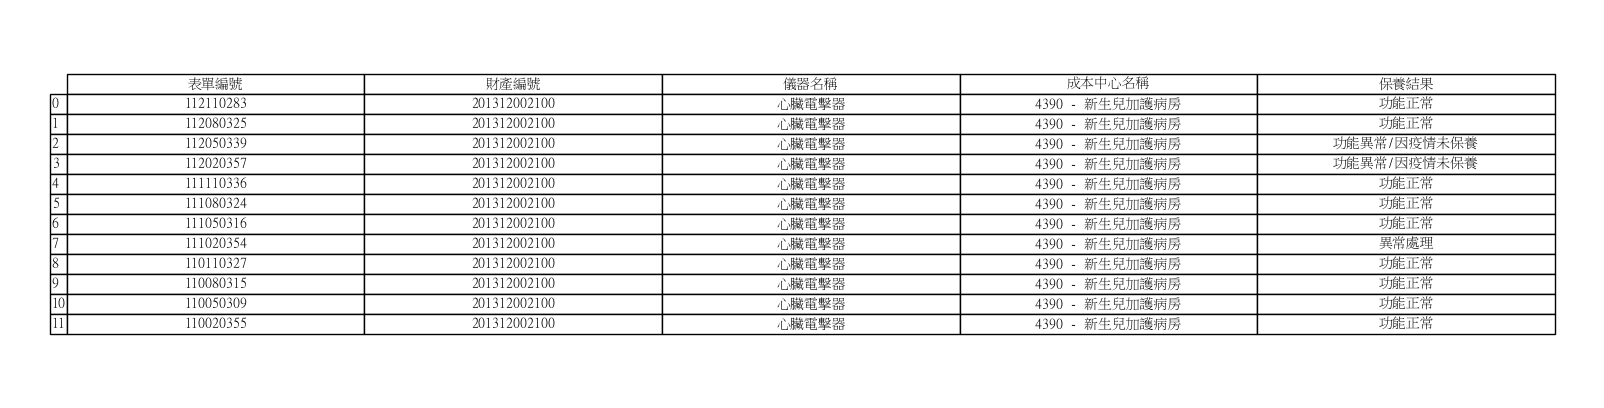 表單編號 財產編號 儀器名稱 成本中心名稱 保養結果
0 112110283 201312002100 心臟電擊器 4390 - 新生兒加護病房 功能正常
1 112080325 201312002100 心臟電擊器 4390 - 新生兒加護病房 功能正常
2 112050339 201312002100 心臟電擊器 4390 - 新生兒加護病房 功能異常/因疫情未保養
3 112020357 201312002100 心臟電擊器 4390 - 新生兒加護病房 功能異常/因疫情未保養
4 111110336 201312002100 心臟電擊器 4390 - 新生兒加護病房 功能正常
5 111080324 201312002100 心臟電擊器 4390 - 新生兒加護病房 功能正常
6 111050316 201312002100 心臟電擊器 4390 - 新生兒加護病房 功能正常
7 111020354 201312002100 心臟電擊器 4390 - 新生兒加護病房 異常處理
8 110110327 201312002100 心臟電擊器 4390 - 新生兒加護病房 功能正常
9 110080315 201312002100 心臟電擊器 4390 - 新生兒加護病房 功能正常
10 110050309 201312002100 心臟電擊器 4390 - 新生兒加護病房 功能正常
11 110020355 201312002100 心臟電擊器 4390 - 新生兒加護病房 功能正常